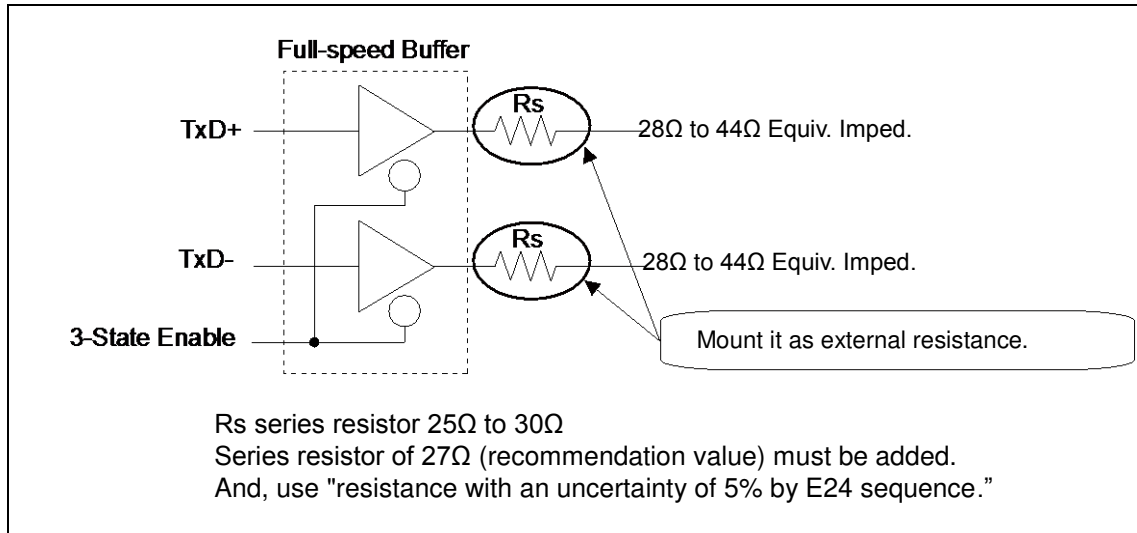 Full-speed Buffer
Rs
TxD+
28Ω to 44Ω Equiv. Imped.
Rs
TxD-
28Ω to 44Ω Equiv. Imped.
3-State Enable
Mount it as external resistance.
Rs series resistor 25Ω to 30Ω
Series resistor of 27Ω (recommendation value) must be added.
And, use "resistance with an uncertainty of 5% by E24 sequence.”